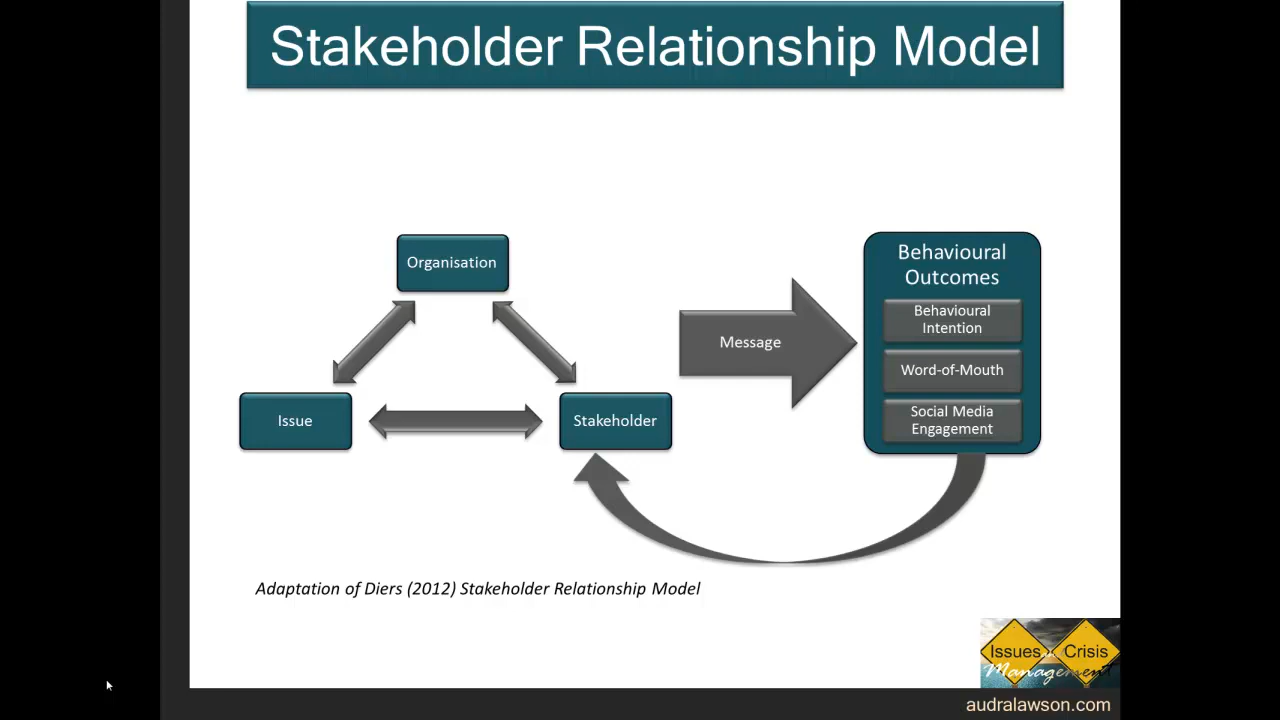 Stakeholder Relationship Model
Organisation
Issue
Stakeholder
Message
Behavioural
Outcomes
Behavioural
Intention
Word-of-Mouth
Social Media
Engagement
Adaptation of Diers (2012) Stakeholder Relationship Model
Issues
Crisis
Management
audralawson.com